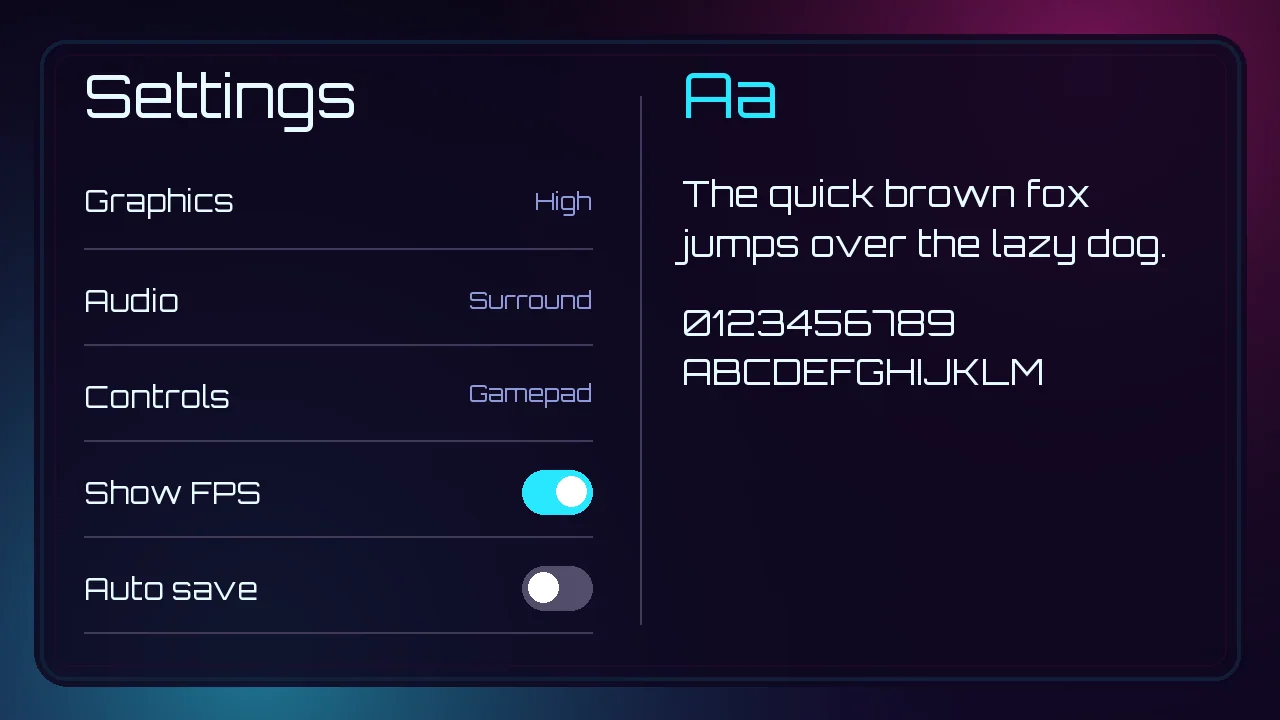 Settings
Graphics
High
Audio
Surround
Controls
Gamepad
Show FPS
Auto save
Aa
The quick brown fox
jumps over the lazy dog.
0123456789
ABCDEFGHIJKLM